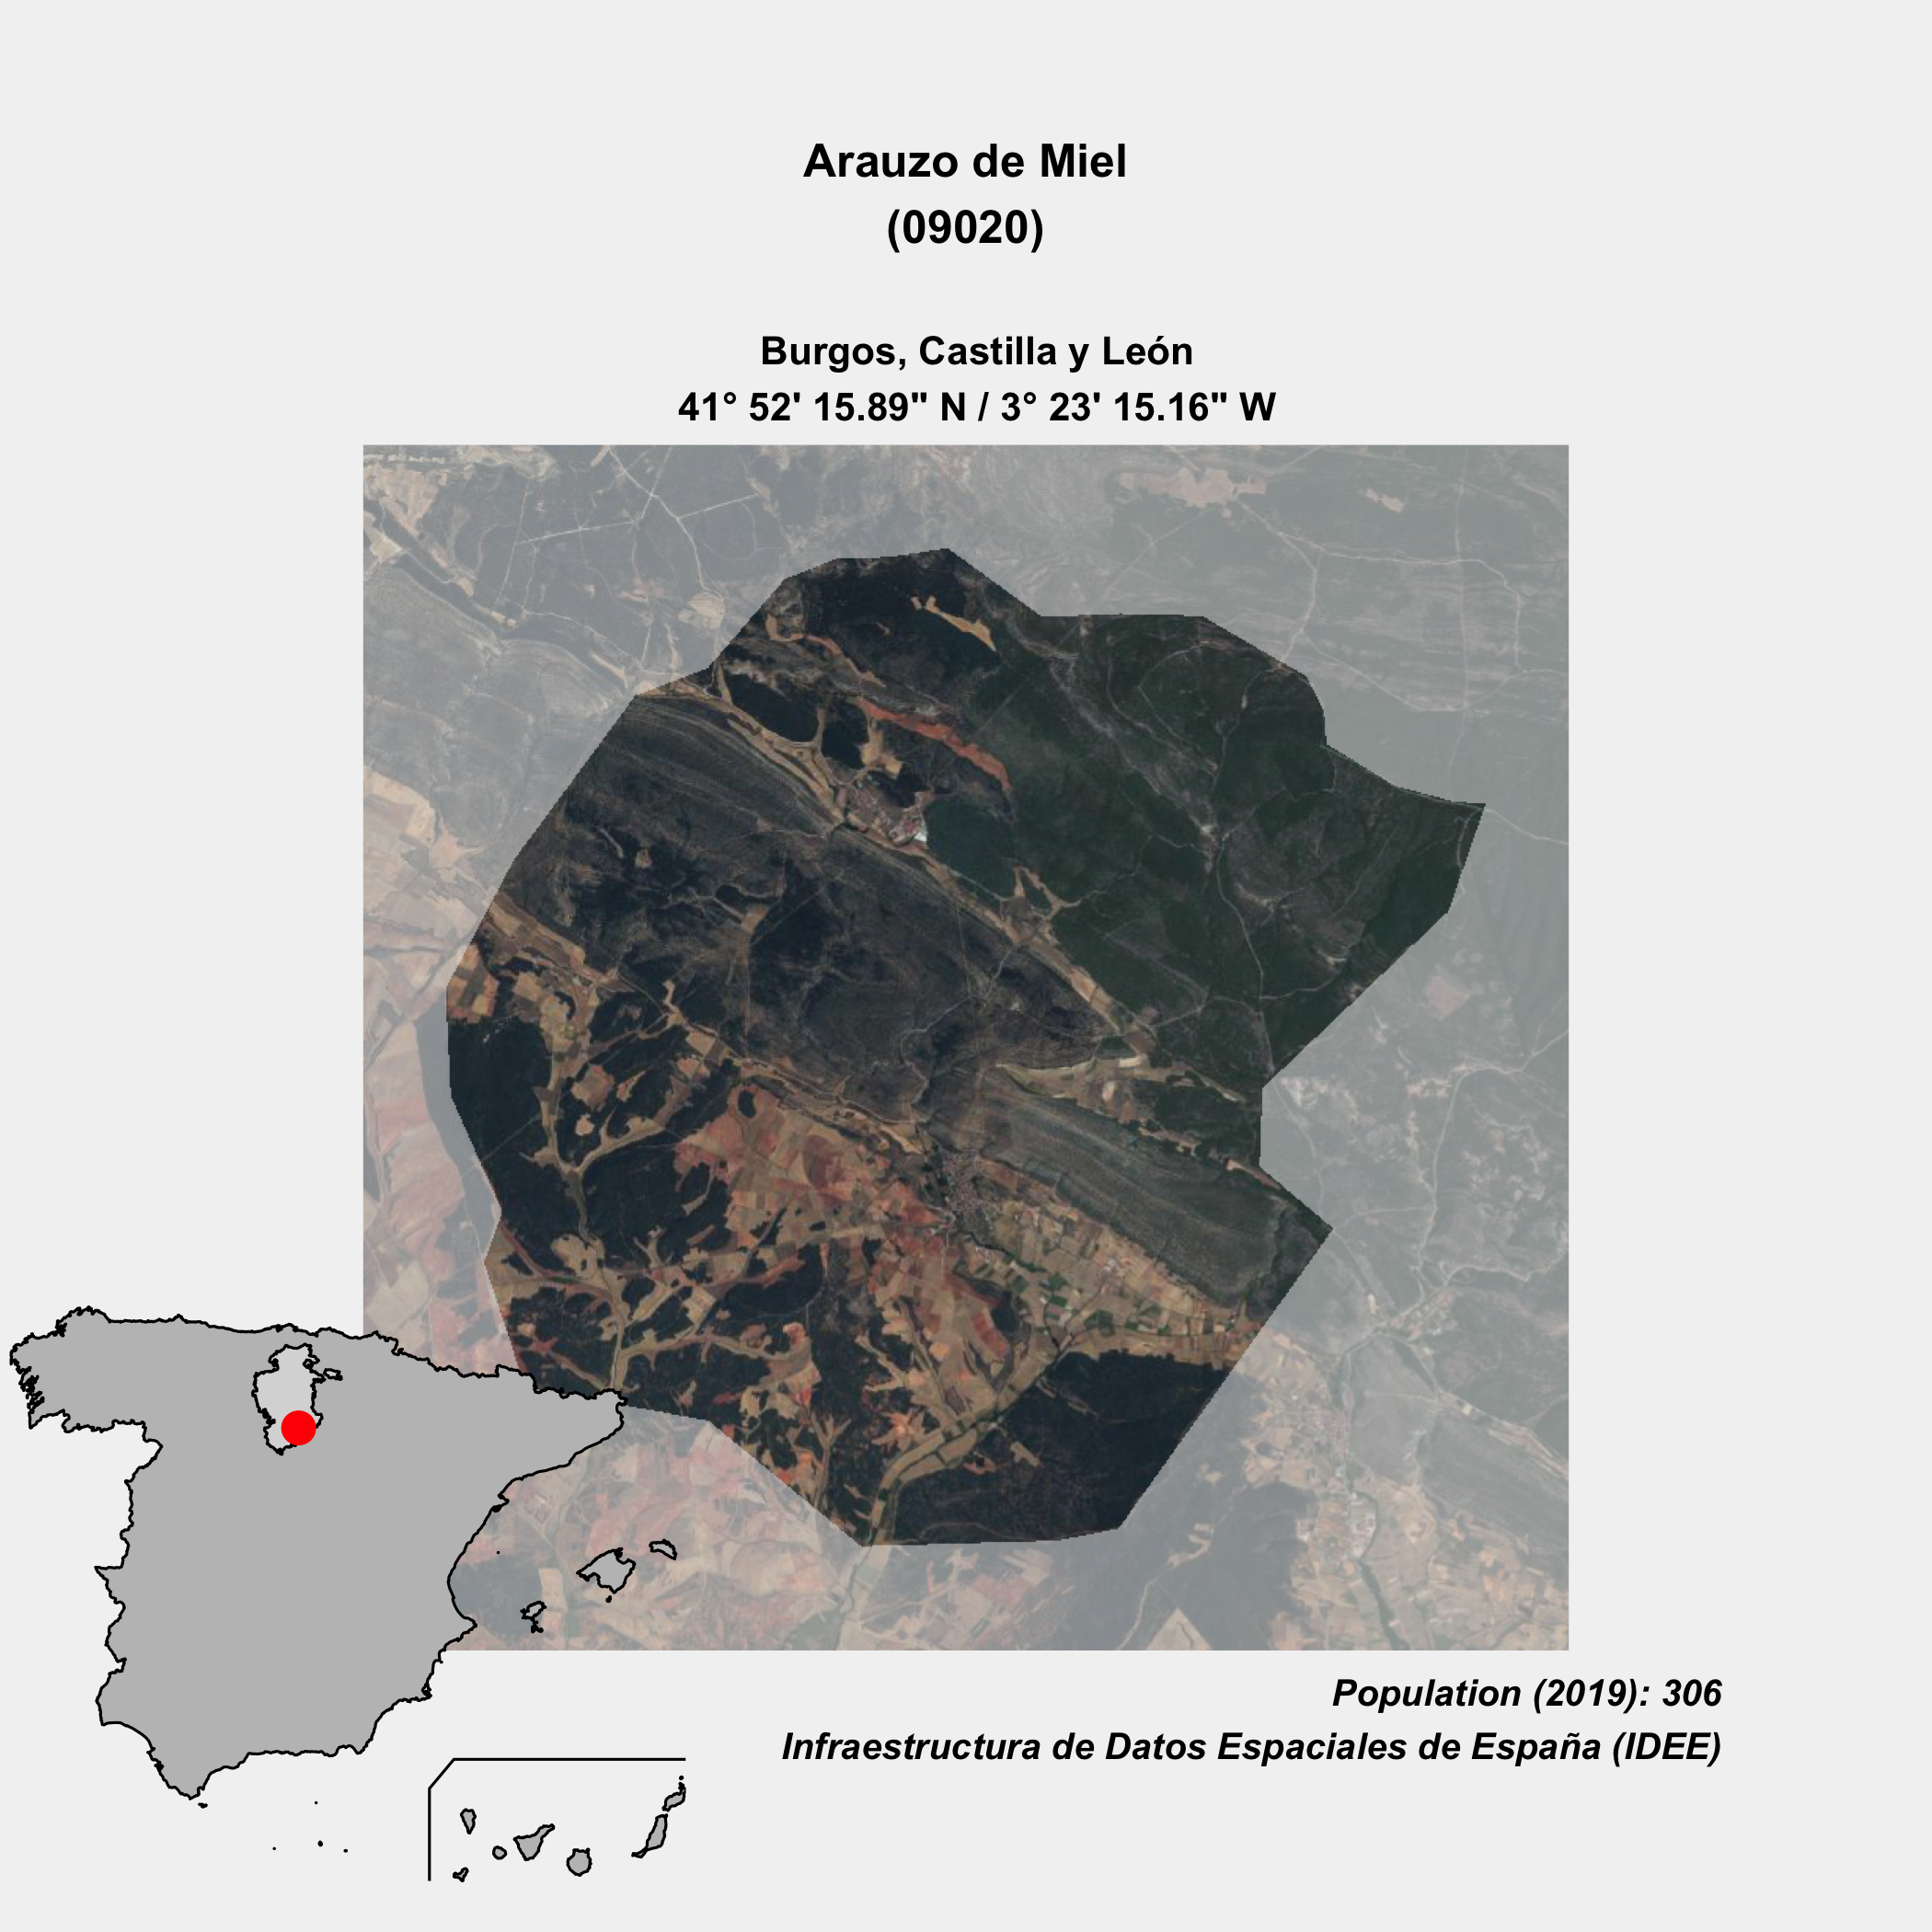 Arauzo de Miel
(09020)
Burgos, Castilla y León
41° 52' 15.89" N / 3° 23' 15.16" W
Population (2019): 306
Infraestructura de Datos Espaciales de España (IDEE)